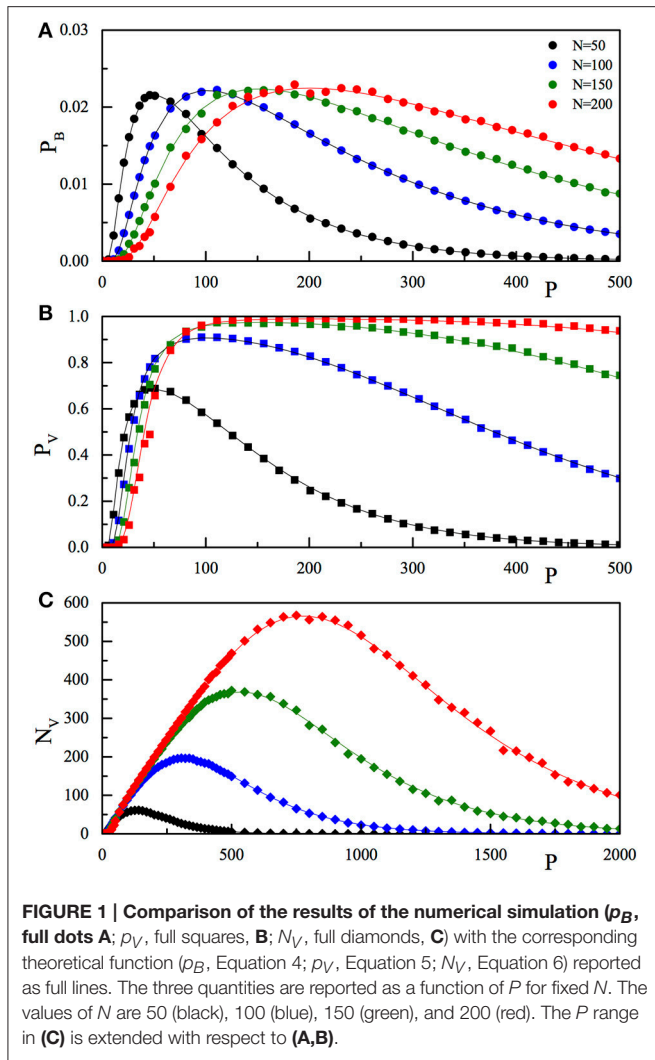 A
0.03
0.02
0.01
0.00
P_B
N=50
N=100
N=150
N=200
0 100 200 300 400 500
P
B
1.0
0.8
0.6
0.4
0.2
0.0
P_V
0 100 200 300 400 500
P
C
600
500
400
300
200
100
0
N_V
0 500 1000 1500 2000
P
FIGURE 1 | Comparison of the results of the numerical simulation (p_B,
full dots A; p_V, full squares, B; N_V, full diamonds, C) with the corresponding
theoretical function (p_B, Equation 4; p_V, Equation 5; N_V, Equation 6) reported
as full lines. The three quantities are reported as a function of P for fixed N. The
values of N are 50 (black), 100 (blue), 150 (green), and 200 (red). The P range
in (C) is extended with respect to (A,B).